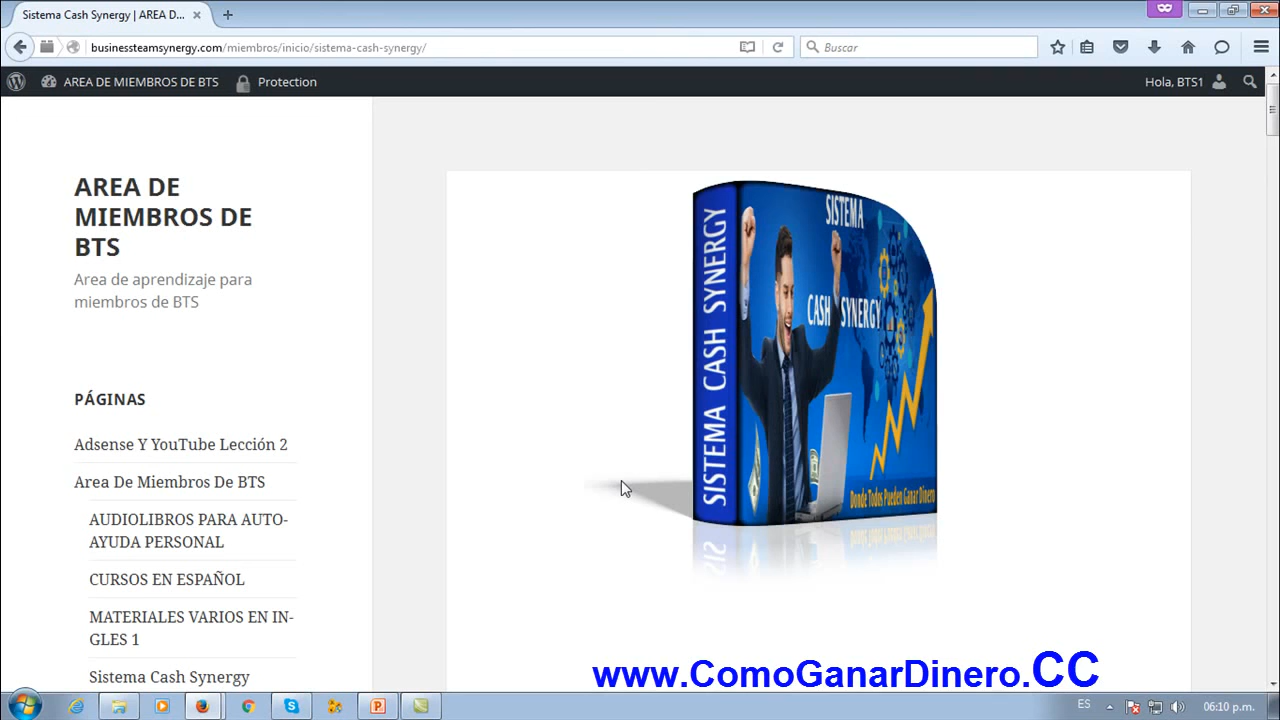 Sistema Cash Synergy | AREA D...
businessteamsynergy.com/miembros/inicio/sistema-cash-synergy/
Buscar
AREA DE MIEMBROS DE BTS
Protection
Hola, BTS1
AREA DE
MIEMBROS DE
BTS
Area de aprendizaje para
miembros de BTS
PÁGINAS
Adsense Y YouTube Lección 2
Area De Miembros De BTS
AUDIOLIBROS PARA AUTO-
AYUDA PERSONAL
CURSOS EN ESPAÑOL
MATERIALES VARIOS EN IN-
GLES 1
Sistema Cash Synergy
SISTEMA CASH SYNERGY
SISTEMA
CASH SYNERGY
Donde Todos Pueden Ganar Dinero
www.ComoGanarDinero.CC
ES
06:10 p.m.